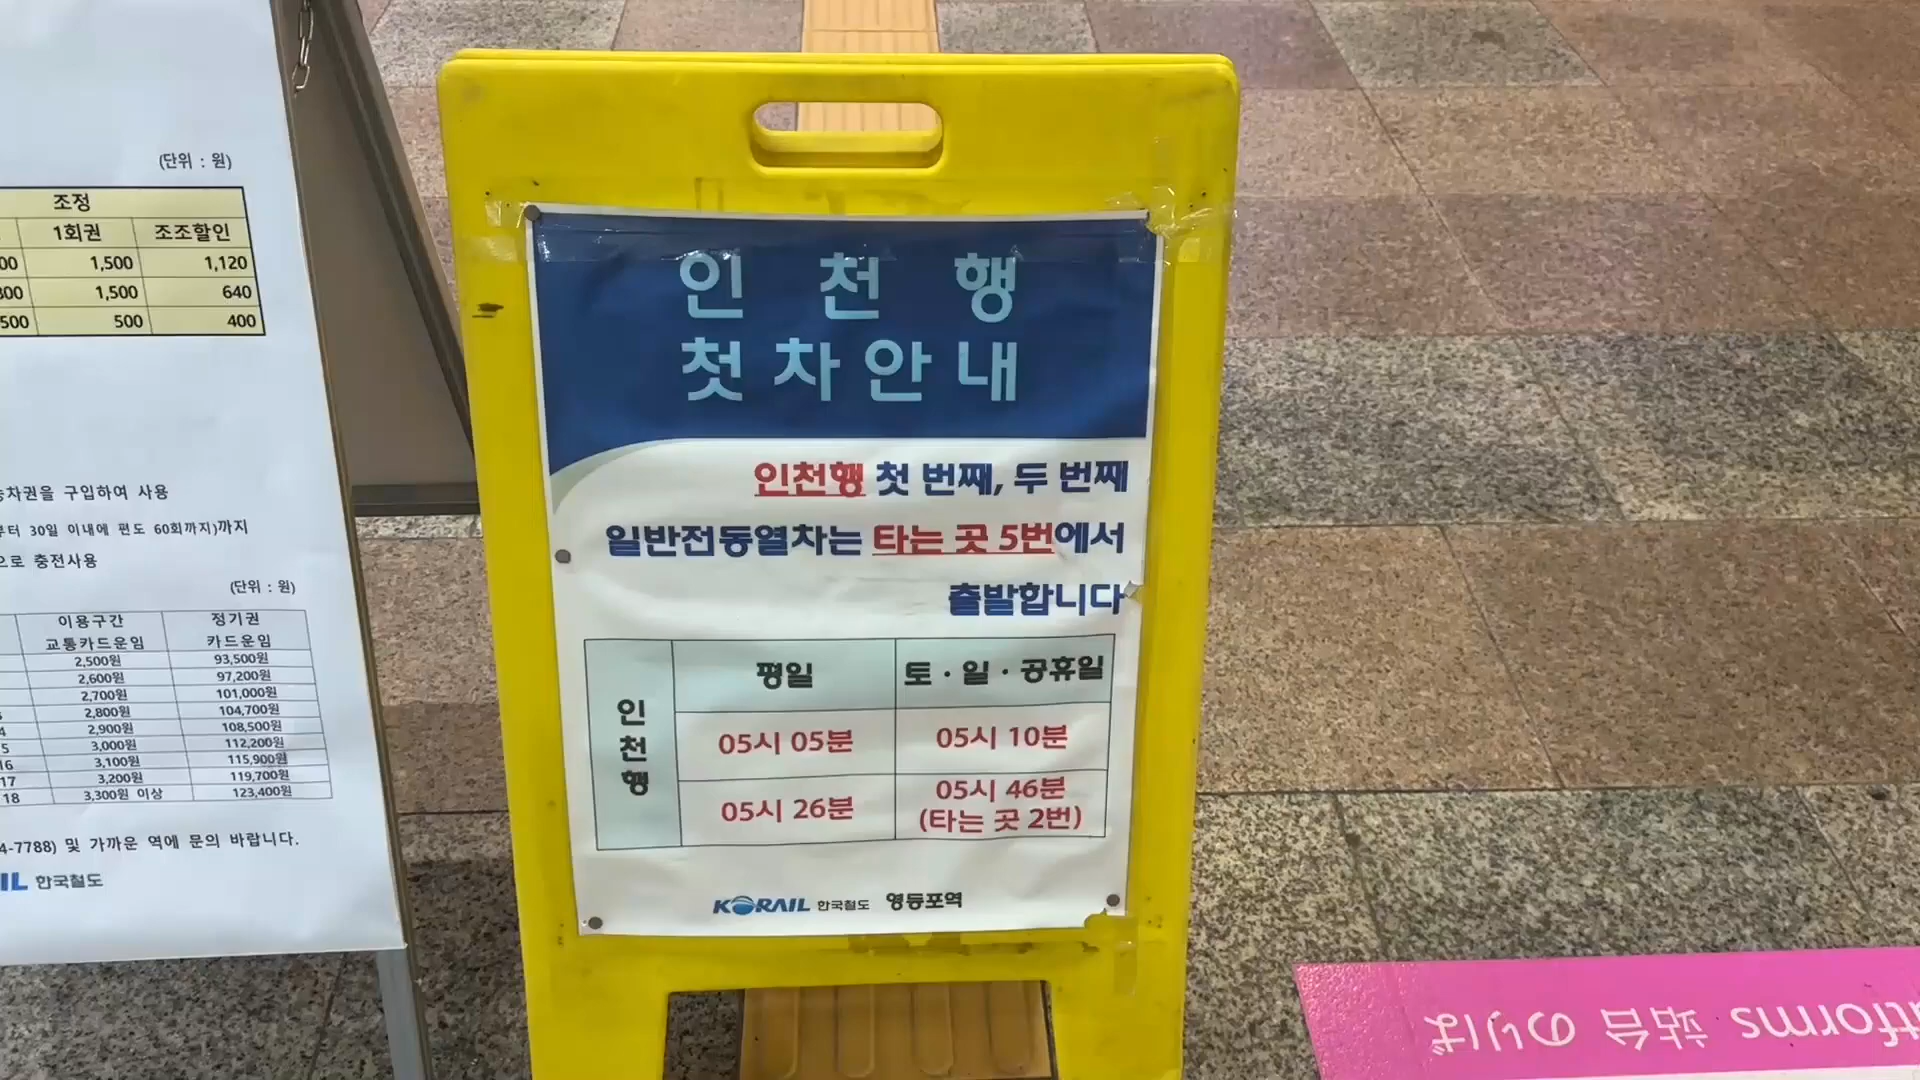 (단위 : 원)
조정
1회권 조조할인
1,500 1,120
1,500 640
500 500 400
승차권을 구입하여 사용
부터 30일 이내에 편도 60회까지)까지
으로 충전사용
(단위 : 원)
이용구간 정기권
교통카드운임 카드운임
2,500원 93,500원
2,600원 97,200원
2,700원 101,000원
2,800원 104,700원
4 2,900원 108,500원
5 3,000원 112,200원
16 3,100원 115,900원
17 3,200원 119,700원
18 3,300원 이상 123,400원
4-7788) 및 가까운 역에 문의 바랍니다.
IL 한국철도
인천행
첫차안내
인천행 첫 번째, 두 번째
일반전동열차는 타는 곳 5번에서
출발합니다
평일 토·일·공휴일
인천행
05시 05분 05시 10분
05시 26분 05시 46분
(타는 곳 2번)
KORAIL 한국철도 영등포역
tforms 站台 のりば